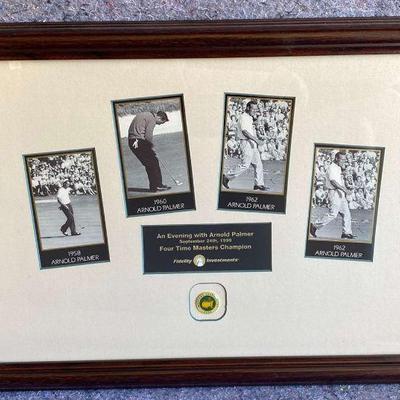 1958
ARNOLD PALMER
1960
ARNOLD PALMER
1962
ARNOLD PALMER
1962
ARNOLD PALMER
An Evening with Arnold Palmer
September 24th, 1996
Four Time Masters Champion
Fidelity Investments